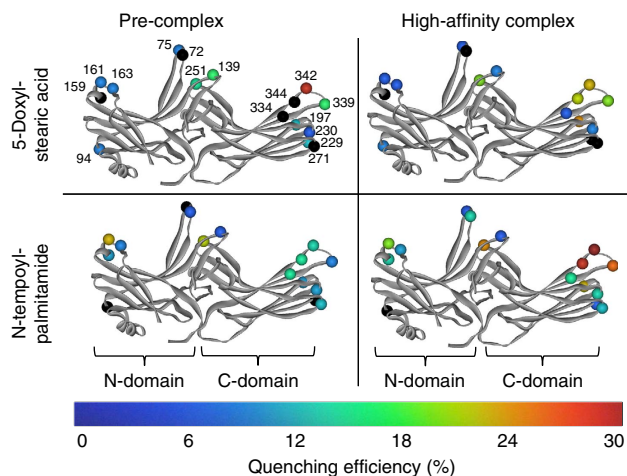 Pre-complex
High-affinity complex
5-Doxyl-
stearic acid
75
72
161
163
159
251
139
342
344
334
339
197
230
229
271
94
N-tempoyl-
palmitamide
N-domain
C-domain
N-domain
C-domain
0
6
12
18
24
30
Quenching efficiency (%)